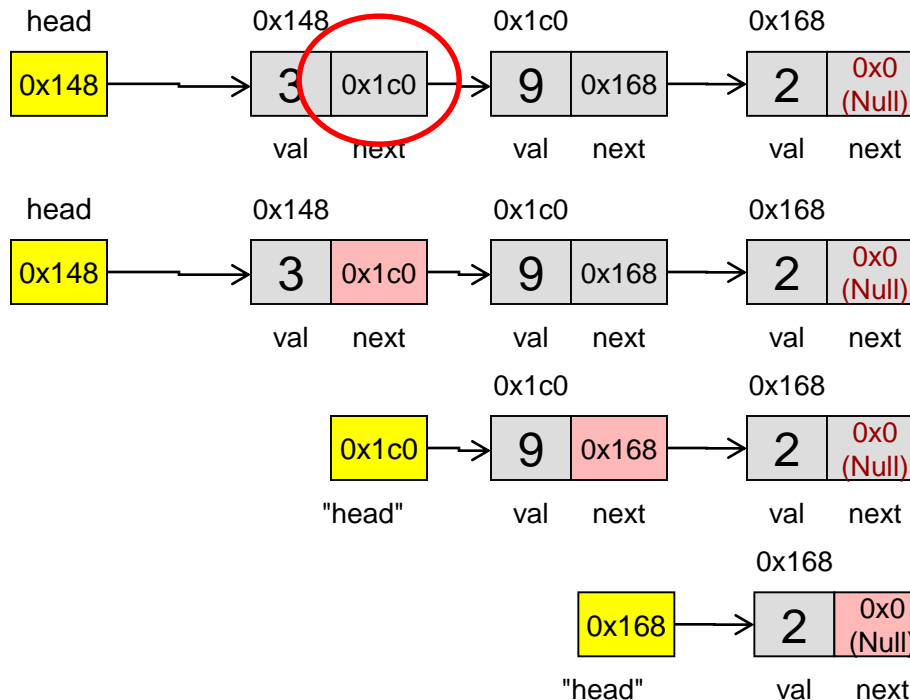 head 0x148 0x1c0 0x168
0x148 3 0x1c0 9 0x168 2 0x0
(Null)
val next val next val next
head 0x148 0x1c0 0x168
0x148 3 0x1c0 9 0x168 2 0x0
(Null)
val next val next val next
0x1c0 0x168
0x1c0 9 0x168 2 0x0
(Null)
"head" val next val next
0x168
0x168 2 0x0
(Null)
"head" val next